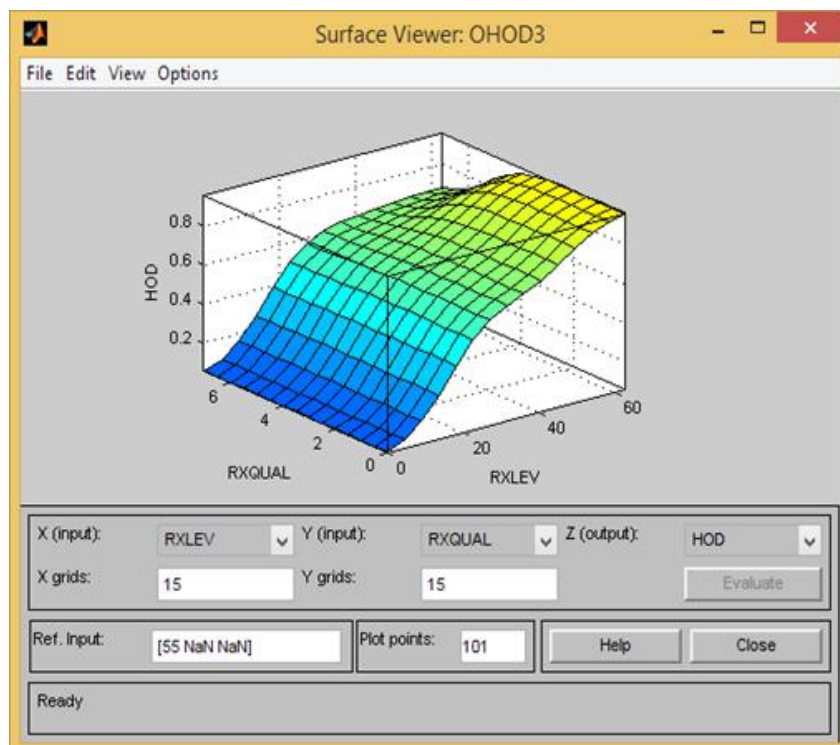 Surface Viewer: OHOD3
File Edit View Options
0.8
0.6
0.4
0.2
HOD
6
4
2
0
RXQUAL
0
20
40
60
RXLEV
X (input): RXLEV Y (input): RXQUAL Z (output): HOD
X grids: 15 Y grids: 15 Evaluate
Ref. Input: [55 NaN NaN] Plot points: 101 Help Close
Ready